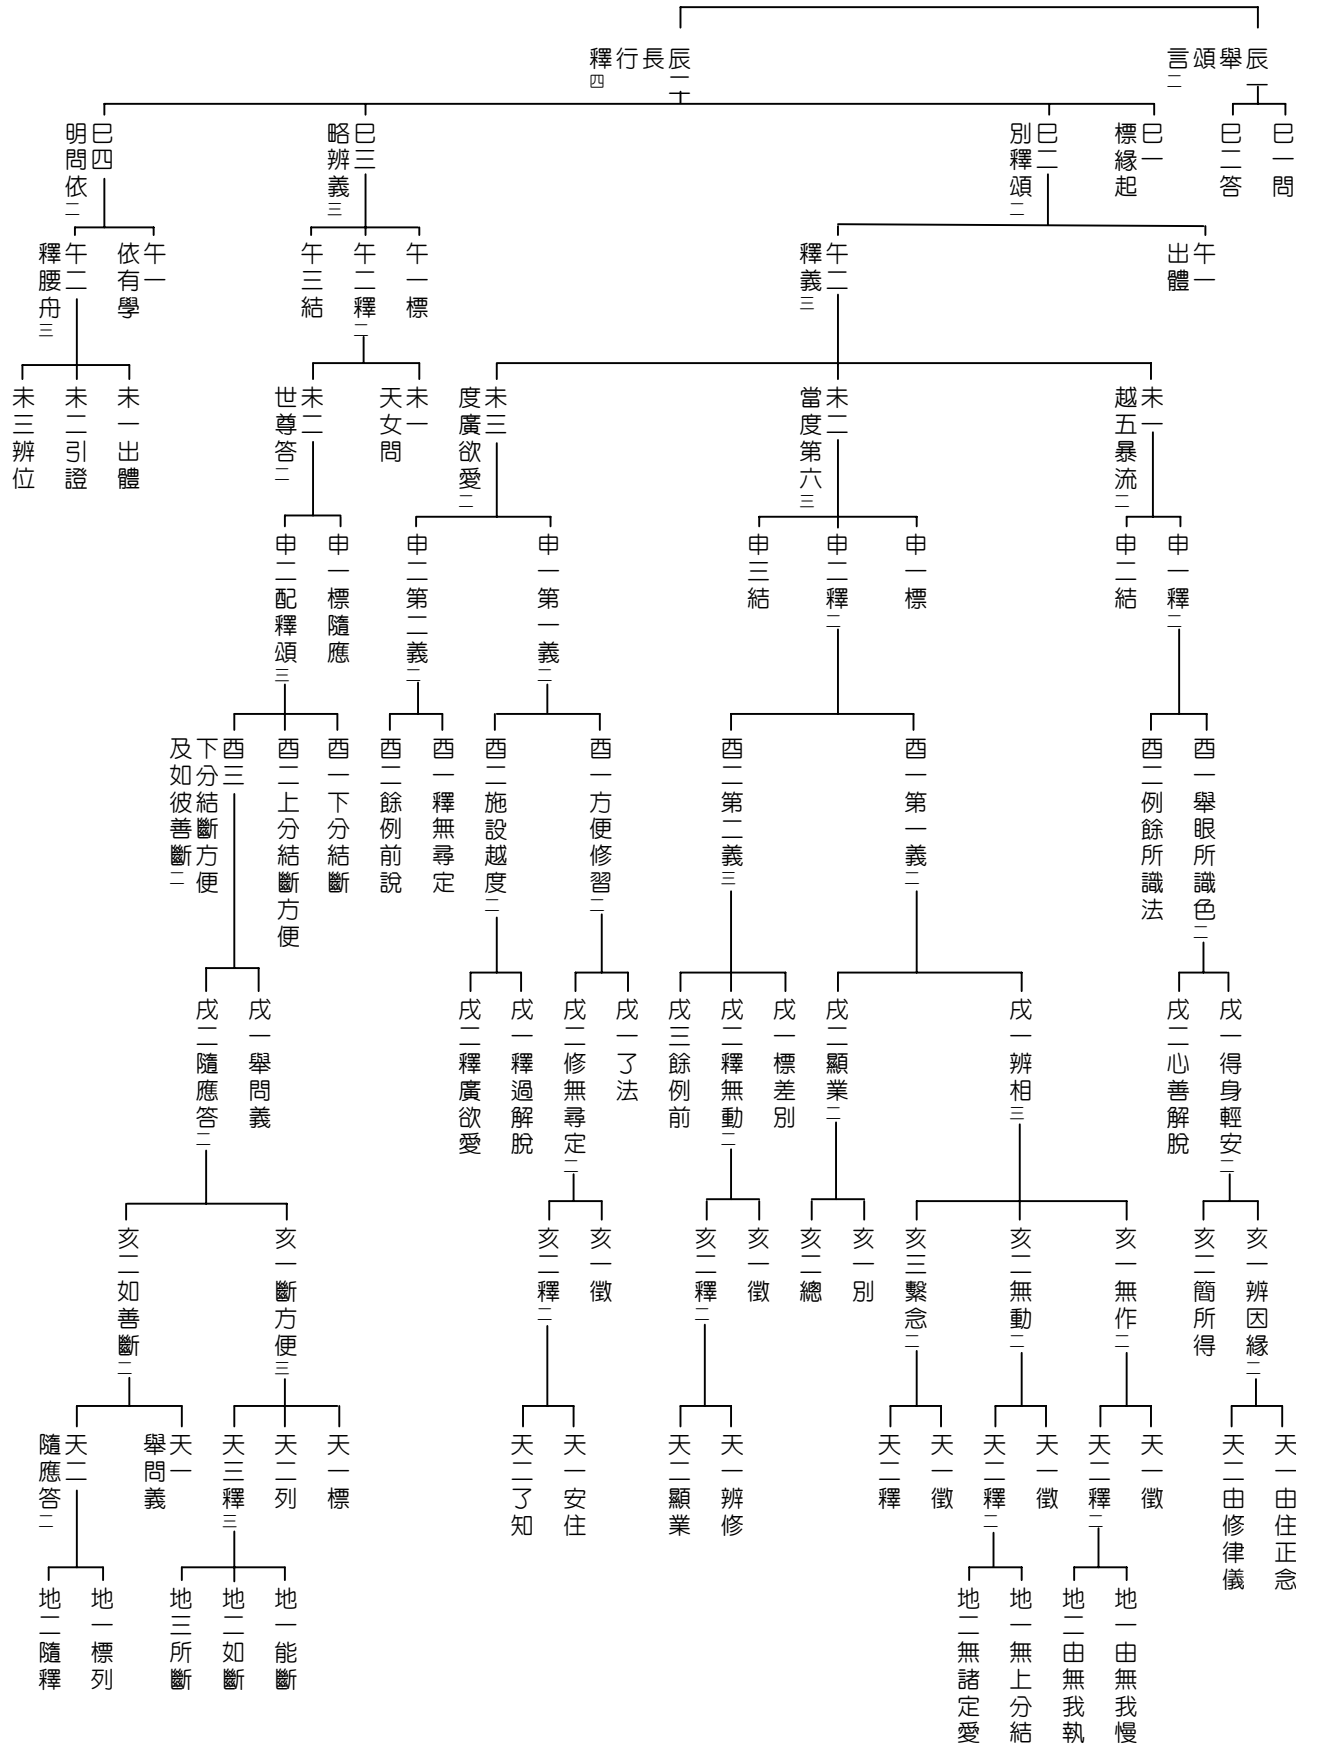 辰一舉頌言二
辰二長行釋四
巳一問
巳二答
巳一
標緣起
巳二
別釋頌二
巳三
略辨義三
巳四
明問依二
午一
出體
午二
釋義三
午一標
午二釋二
午三結
午一
依有學
午二
釋腰舟三
未一
越五暴流二
未二
當度第六三
未三
度廣欲愛二
未一
天女問
未二
世尊答二
未一出體
未二引證
未三辨位
申一釋二
申二結
申一標
申二釋二
申三結
申一第一義二
申二第二義二
申一標隨應
申二配釋頌三
酉一舉眼所識色二
酉二例餘所識法
酉一第一義二
酉二第二義三
酉一方便修習二
酉二施設越度二
酉一釋無尋定
酉二餘例前說
酉一下分結斷
酉二上分結斷方便
酉三
下分結斷方便
及如彼善斷二
戌一得身輕安二
戌二心善解脫
戌一辨相三
戌二顯業二
戌一標差別
戌二釋無動二
戌三餘例前
戌一了法
戌二修無尋定二
戌一釋過解脫
戌二釋廣欲愛
戌一舉問義
戌二隨應答二
亥一辨因緣二
亥二簡所得
亥一無作二
亥二無動二
亥三繫念二
亥一別
亥二總
亥一徵
亥二釋二
亥一徵
亥二釋二
亥一斷方便三
亥二如善斷二
天一由住正念
天二由修律儀
天一徵
天二釋二
天一徵
天二釋二
天一徵
天二釋
天一辨修
天二顯業
天一安住
天二了知
天一標
天二列
天三釋三
天一
舉問義
天二
隨應答二
地一由無我慢
地二由無我執
地一無上分結
地二無諸定愛
地一能斷
地二如斷
地三所斷
地一標列
地二隨釋